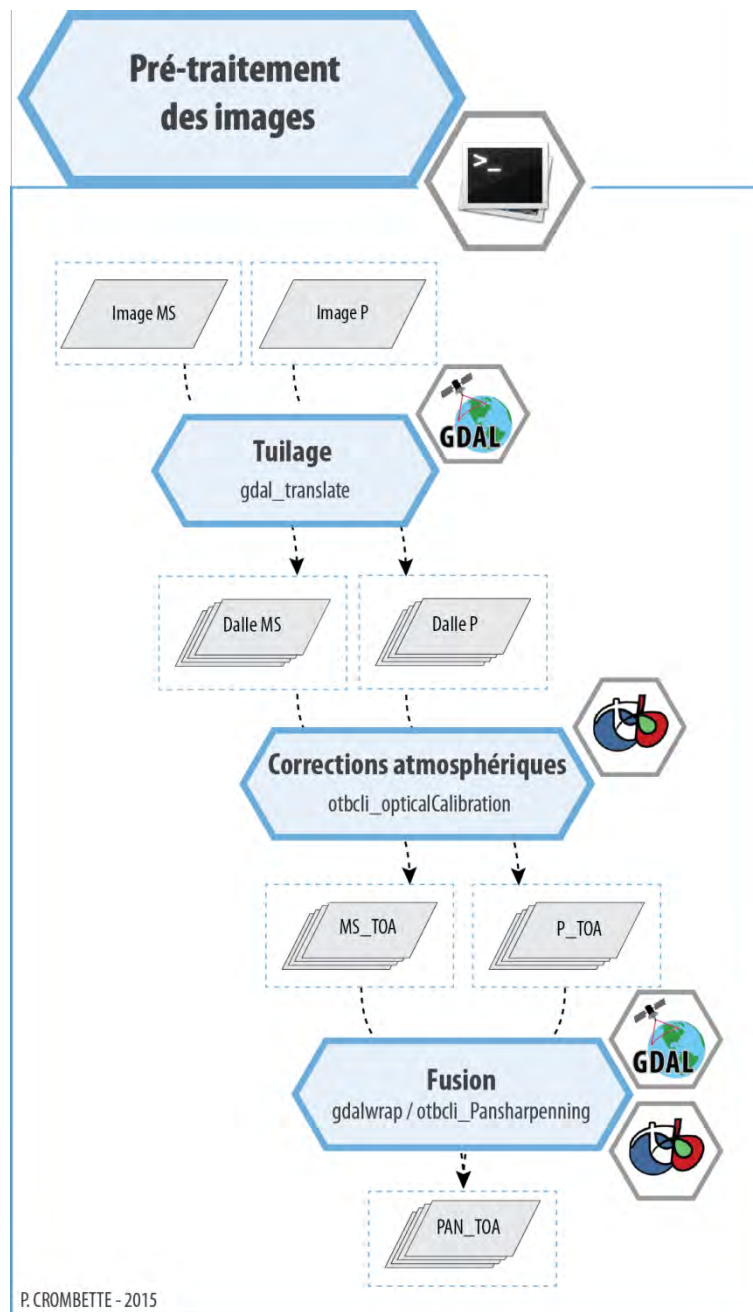 Pré-traitement
des images
>_
Image MS
Image P
GDAL
Tuilage
gdal_translate
Dalle MS
Dalle P
Corrections atmosphériques
otbcli_opticalCalibration
MS_TOA
P_TOA
GDAL
Fusion
gdalwrap / otbcli_Pansharpenning
PAN_TOA
P. CROMBETTE - 2015